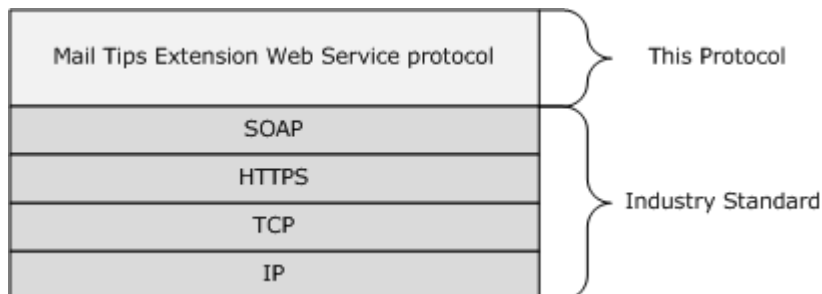 Mail Tips Extension Web Service protocol
This Protocol
SOAP
HTTPS
TCP
IP
Industry Standard